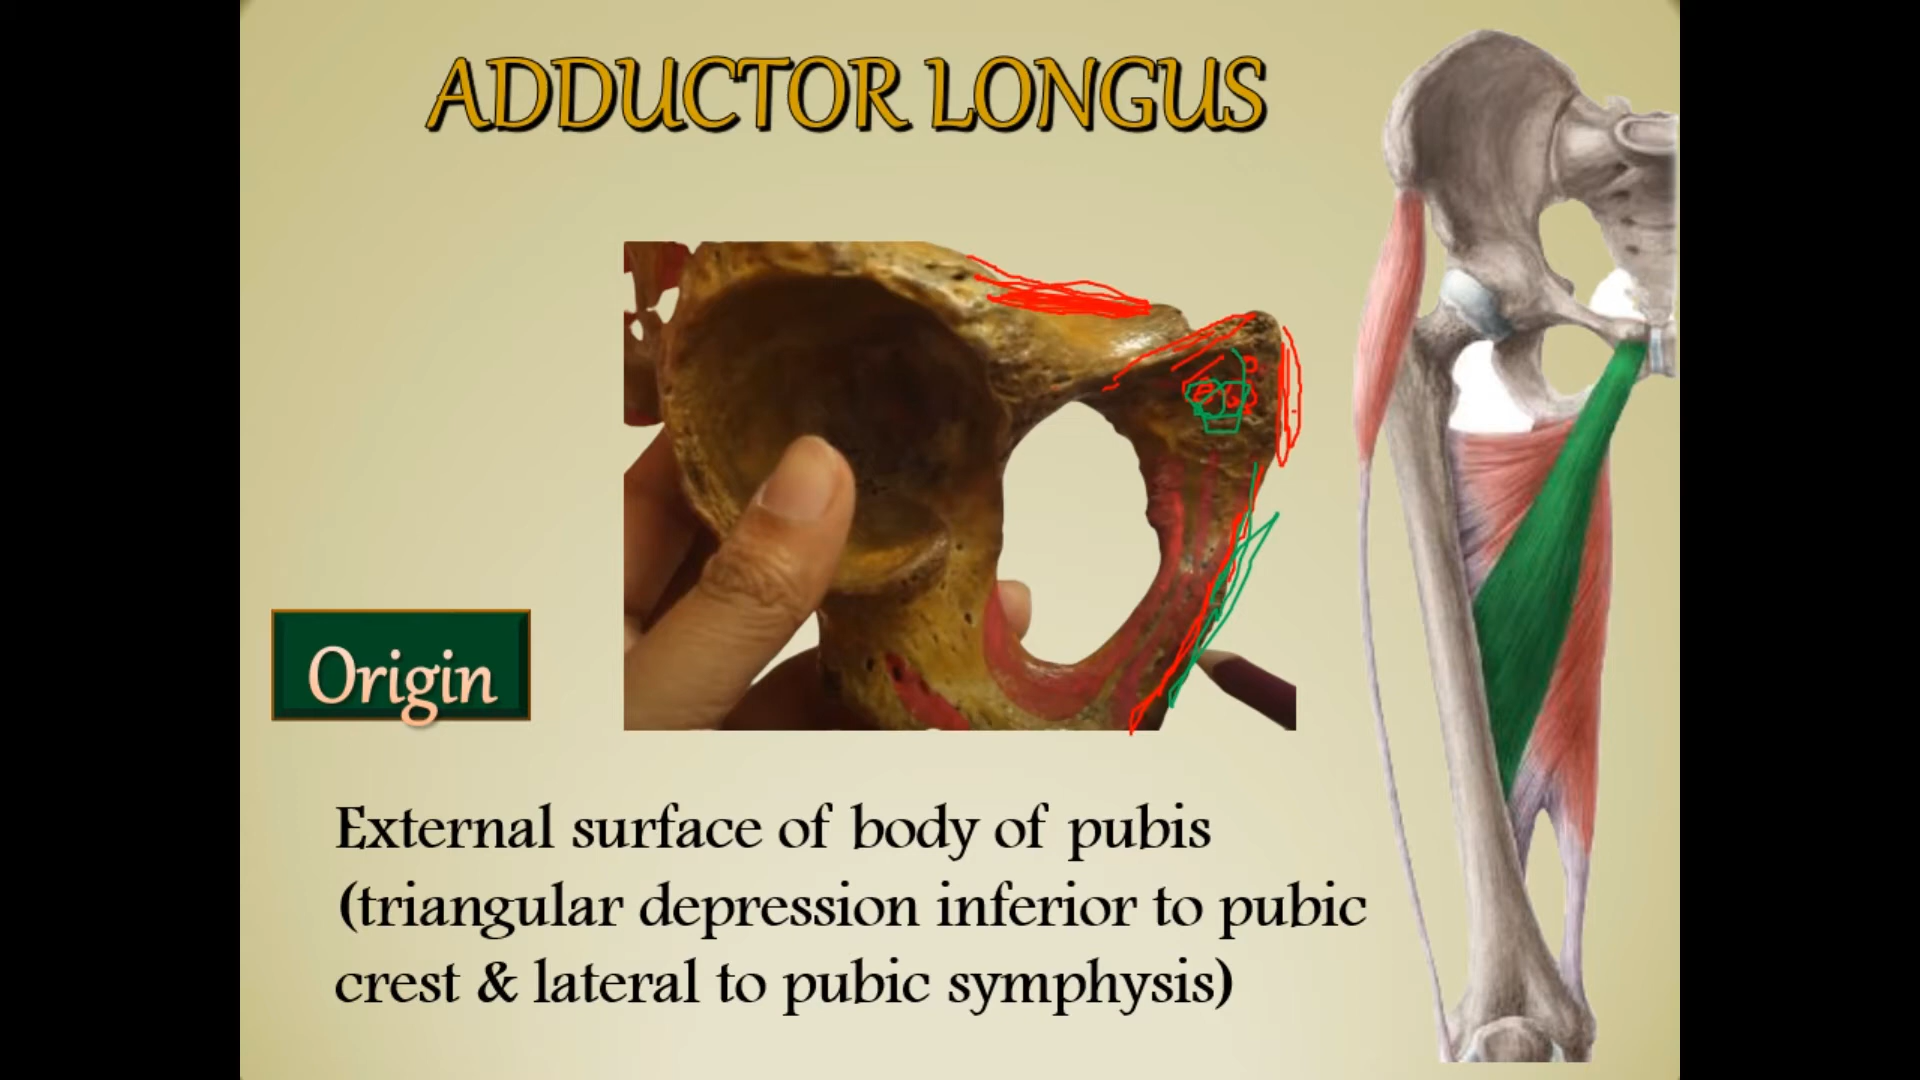 ADDUCTOR LONGUS
Origin
External surface of body of pubis
(triangular depression inferior to pubic
crest & lateral to pubic symphysis)